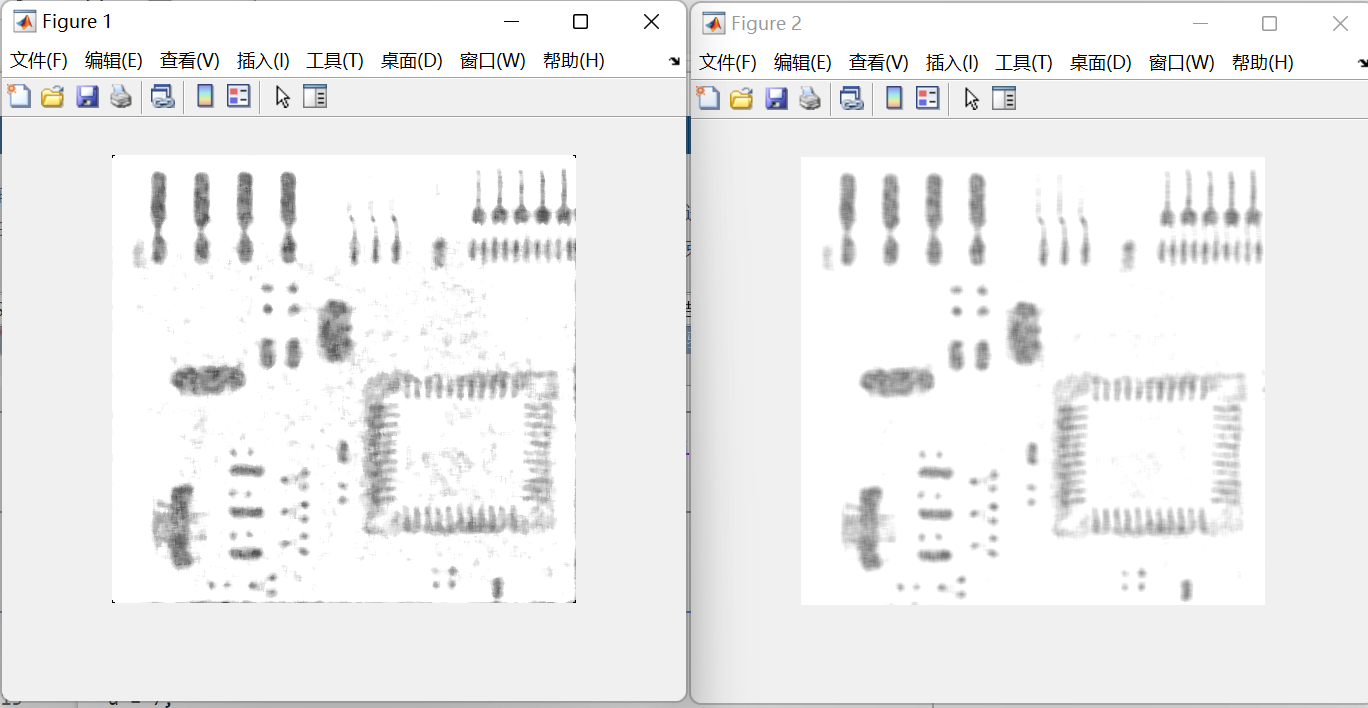 Figure 1
文件(F) 编辑(E) 查看(V) 插入(I) 工具(T) 桌面(D) 窗口(W) 帮助(H)
Figure 2
文件(F) 编辑(E) 查看(V) 插入(I) 工具(T) 桌面(D) 窗口(W) 帮助(H)